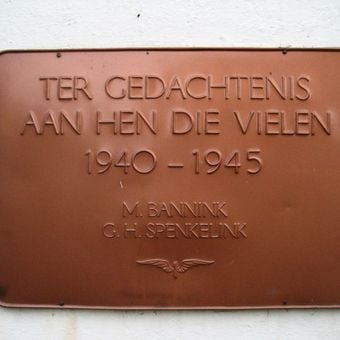 TER GEDACHTENIS
AAN HEN DIE VIELEN
1940 - 1945
M. BANNINK
G. H. SPENKELINK